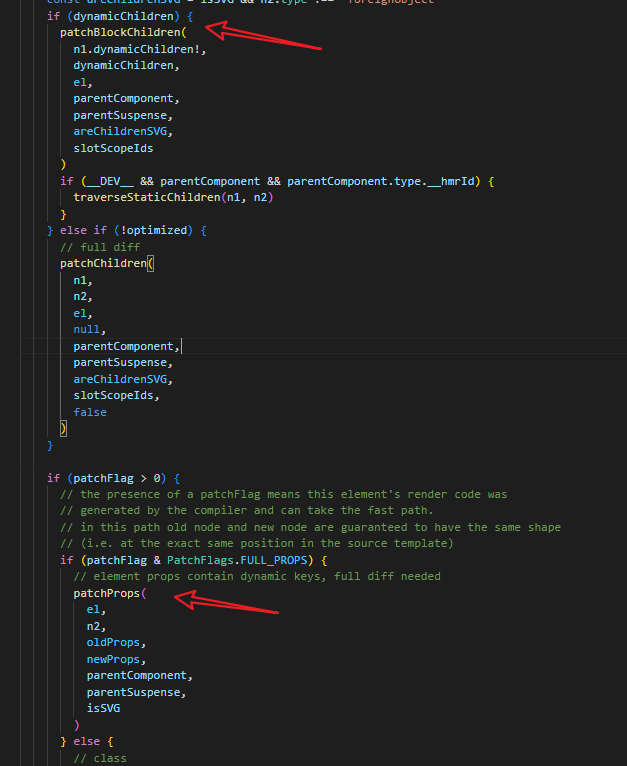 const areChildrenSVG = isSVG && n2.type !== 'foreignObject'
if (dynamicChildren) {
patchBlockChildren(
n1.dynamicChildren!,
dynamicChildren,
el,
parentComponent,
parentSuspense,
areChildrenSVG,
slotScopeIds
)
if (__DEV__ && parentComponent && parentComponent.type.__hmrId) {
traverseStaticChildren(n1, n2)
}
} else if (!optimized) {
// full diff
patchChildren(
n1,
n2,
el,
null,
parentComponent,
parentSuspense,
areChildrenSVG,
slotScopeIds,
false
)
}
if (patchFlag > 0) {
// the presence of a patchFlag means this element's render code was
// generated by the compiler and can take the fast path.
// in this path old node and new node are guaranteed to have the same shape
// (i.e. at the exact same position in the source template)
if (patchFlag & PatchFlags.FULL_PROPS) {
// element props contain dynamic keys, full diff needed
patchProps(
el,
n2,
oldProps,
newProps,
parentComponent,
parentSuspense,
isSVG
)
} else {
// class